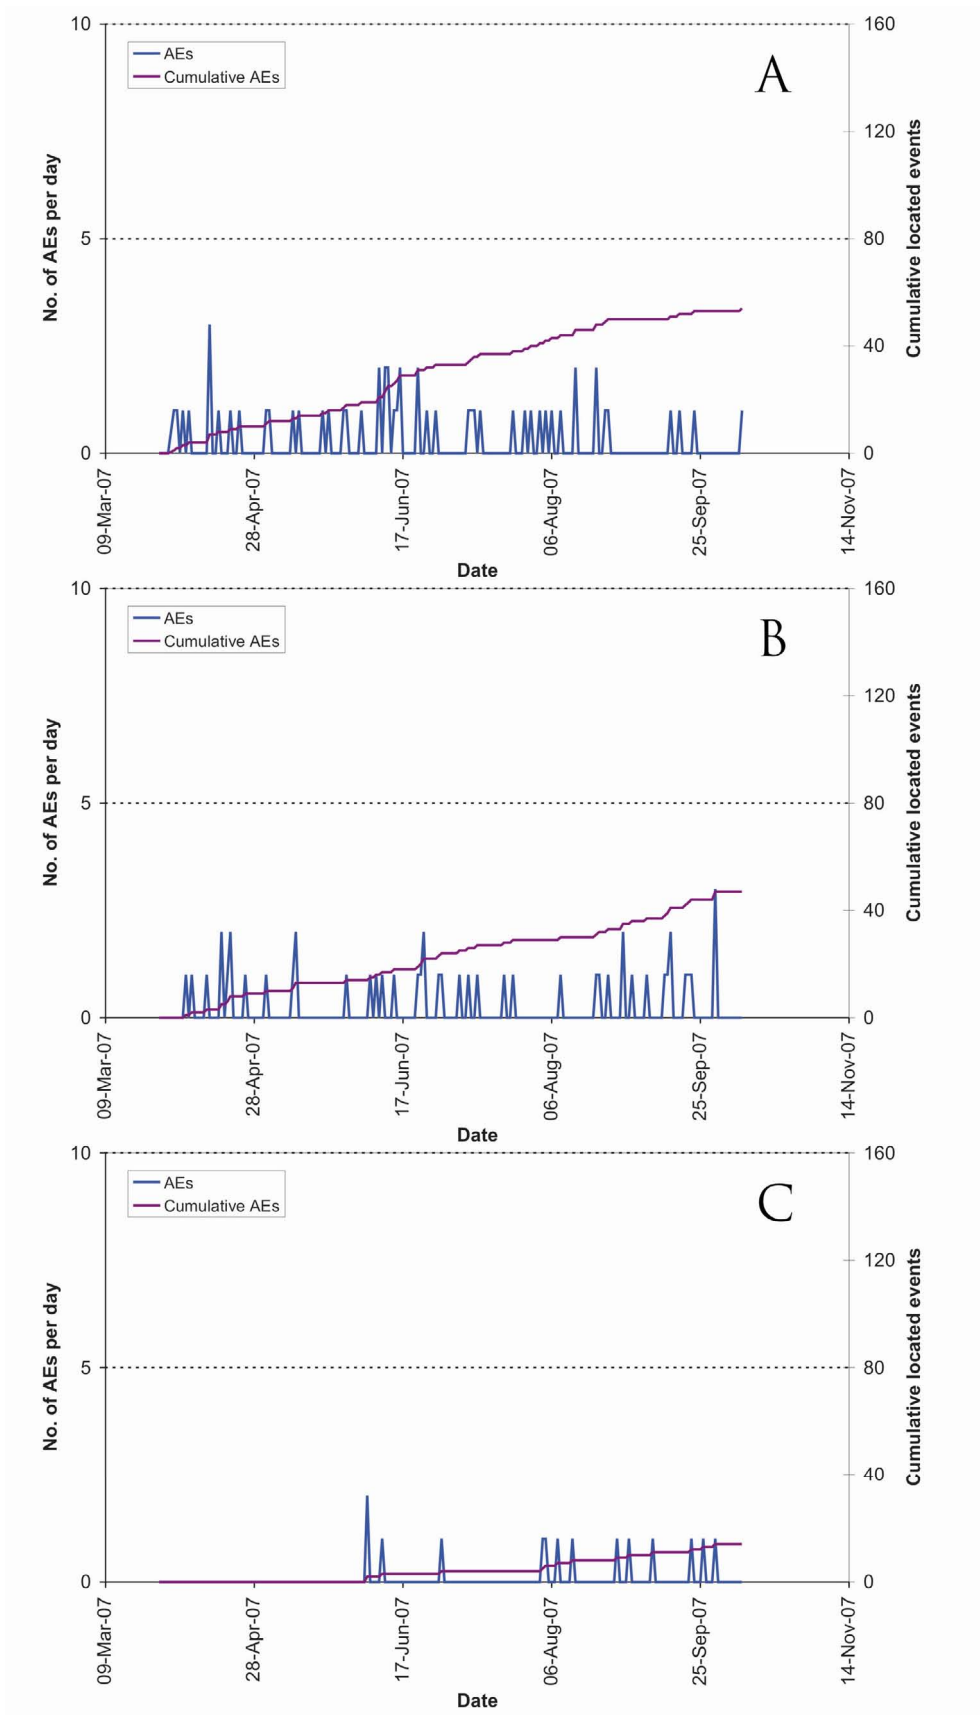 10
160
AEs
Cumulative AEs
A
120
No. of AEs per day
Cumulative located events
5
80
40
0
0
09-Mar-07
28-Apr-07
17-Jun-07
06-Aug-07
25-Sep-07
14-Nov-07
Date
10
160
AEs
Cumulative AEs
B
120
No. of AEs per day
Cumulative located events
5
80
40
0
0
09-Mar-07
28-Apr-07
17-Jun-07
06-Aug-07
25-Sep-07
14-Nov-07
Date
10
160
AEs
Cumulative AEs
C
120
No. of AEs per day
Cumulative located events
5
80
40
0
0
09-Mar-07
28-Apr-07
17-Jun-07
06-Aug-07
25-Sep-07
14-Nov-07
Date